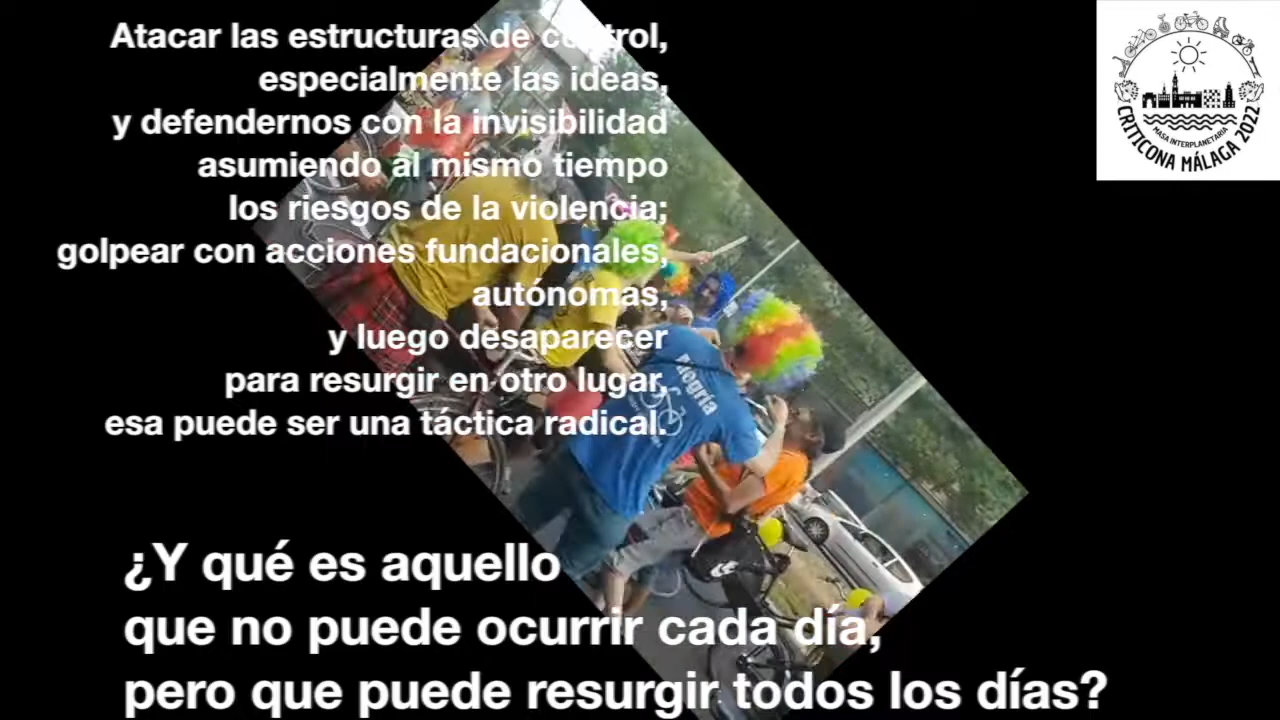 Atacar las estructuras de control,
especialmente las ideas,
y defendernos con la invisibilidad
asumiendo al mismo tiempo
los riesgos de la violencia;
golpear con acciones fundacionales,
autónomas,
y luego desaparecer
para resurgir en otro lugar,
esa puede ser una táctica radical.
¿Y qué es aquello
que no puede ocurrir cada día,
pero que puede resurgir todos los días?
MASA INTERPLANETARIA
CRITICONA MÁLAGA 2022
alegría